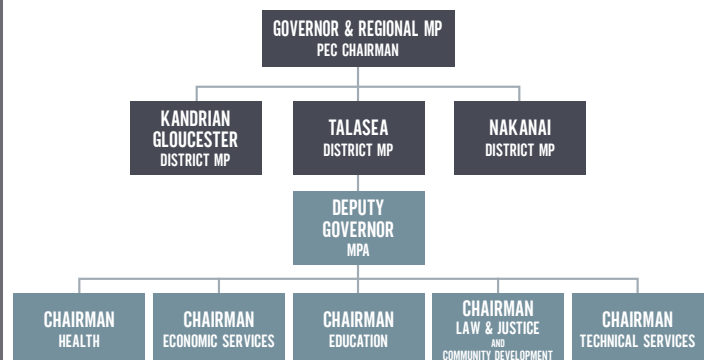 GOVERNOR & REGIONAL MP
PEC CHAIRMAN
KANDRIAN
GLOUCESTER
DISTRICT MP
TALASEA
DISTRICT MP
NAKANAI
DISTRICT MP
DEPUTY
GOVERNOR
MPA
CHAIRMAN
HEALTH
CHAIRMAN
ECONOMIC SERVICES
CHAIRMAN
EDUCATION
CHAIRMAN
LAW & JUSTICE
AND
COMMUNITY DEVELOPMENT
CHAIRMAN
TECHNICAL SERVICES